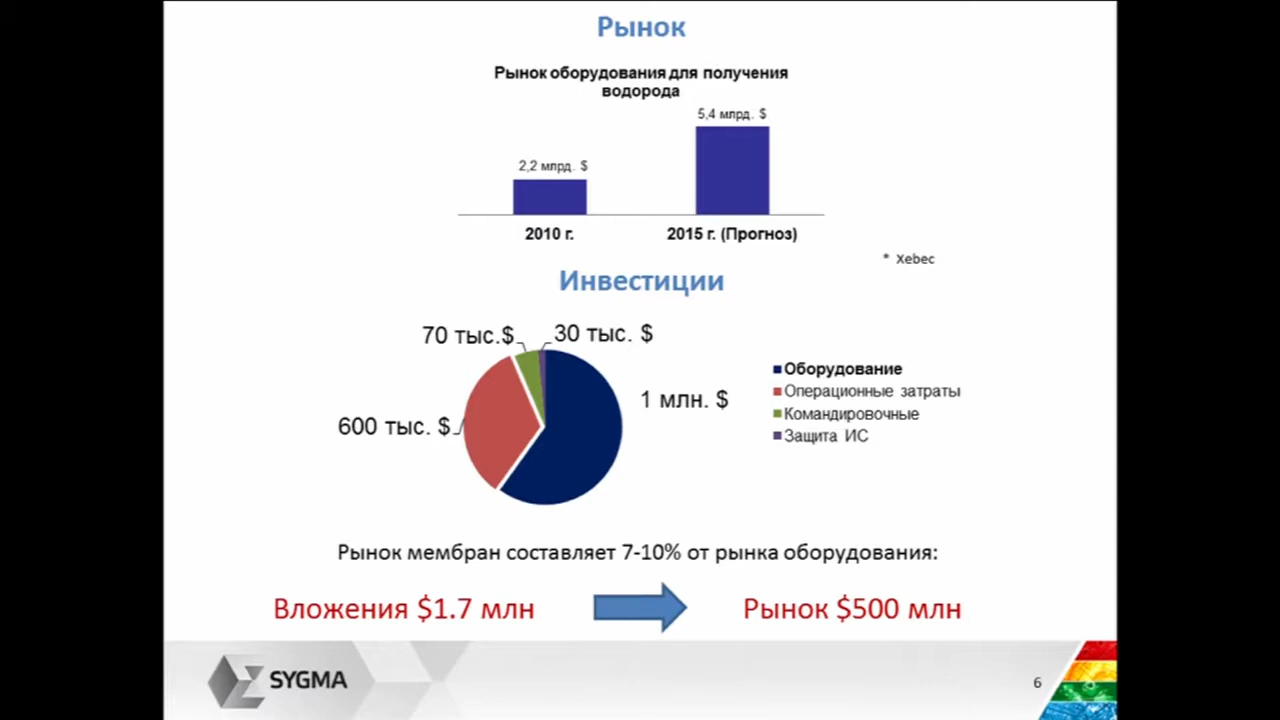 Рынок
Рынок оборудования для получения
водорода
5,4 млрд. $
2,2 млрд. $
2010 г.
2015 г. (Прогноз)
* Xebec
Инвестиции
70 тыс.$
30 тыс. $
1 млн. $
600 тыс. $
Оборудование
Операционные затраты
Командировочные
Защита ИС
Рынок мембран составляет 7-10% от рынка оборудования:
Вложения $1.7 млн
Рынок $500 млн
SYGMA
6